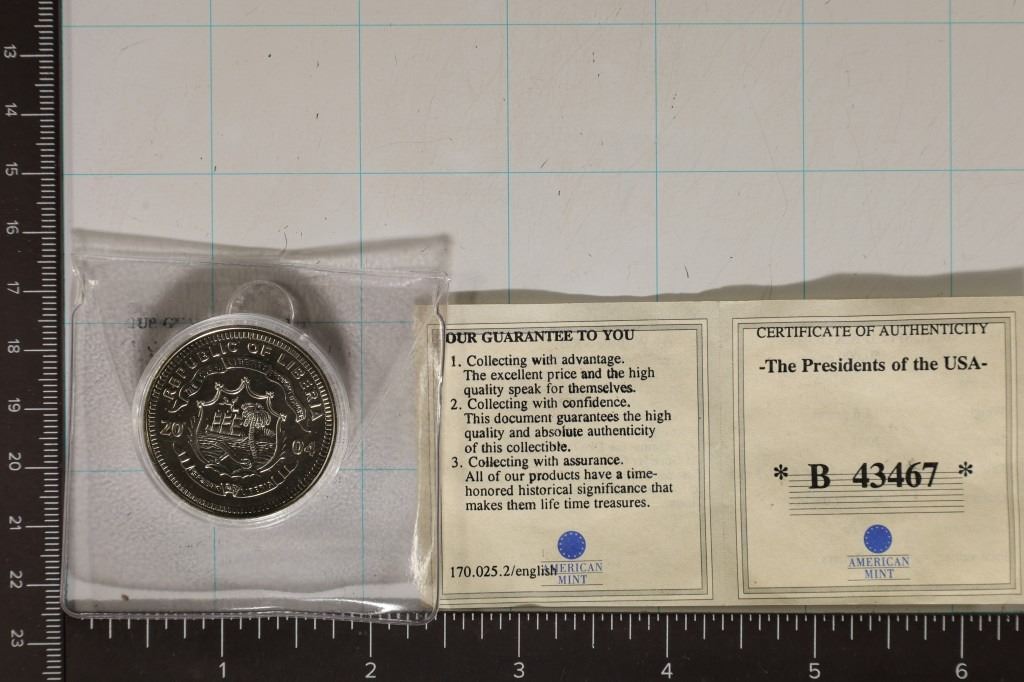 13
14
15
16
17
18
19
20
21
22
23
REPUBLIC OF LIBERIA
2004
OUR GUARANTEE TO YOU
1. Collecting with advantage.
The excellent price and the high
quality speak for themselves.
2. Collecting with confidence.
This document guarantees the high
quality and absolute authenticity
of this collectible.
3. Collecting with assurance.
All of our products have a time-
honored historical significance that
makes them life time treasures.
170.025.2/english
AMERICAN
MINT
CERTIFICATE OF AUTHENTICITY
-The Presidents of the USA-
* B 43467 *
AMERICAN
MINT
1 2 3 4 5 6